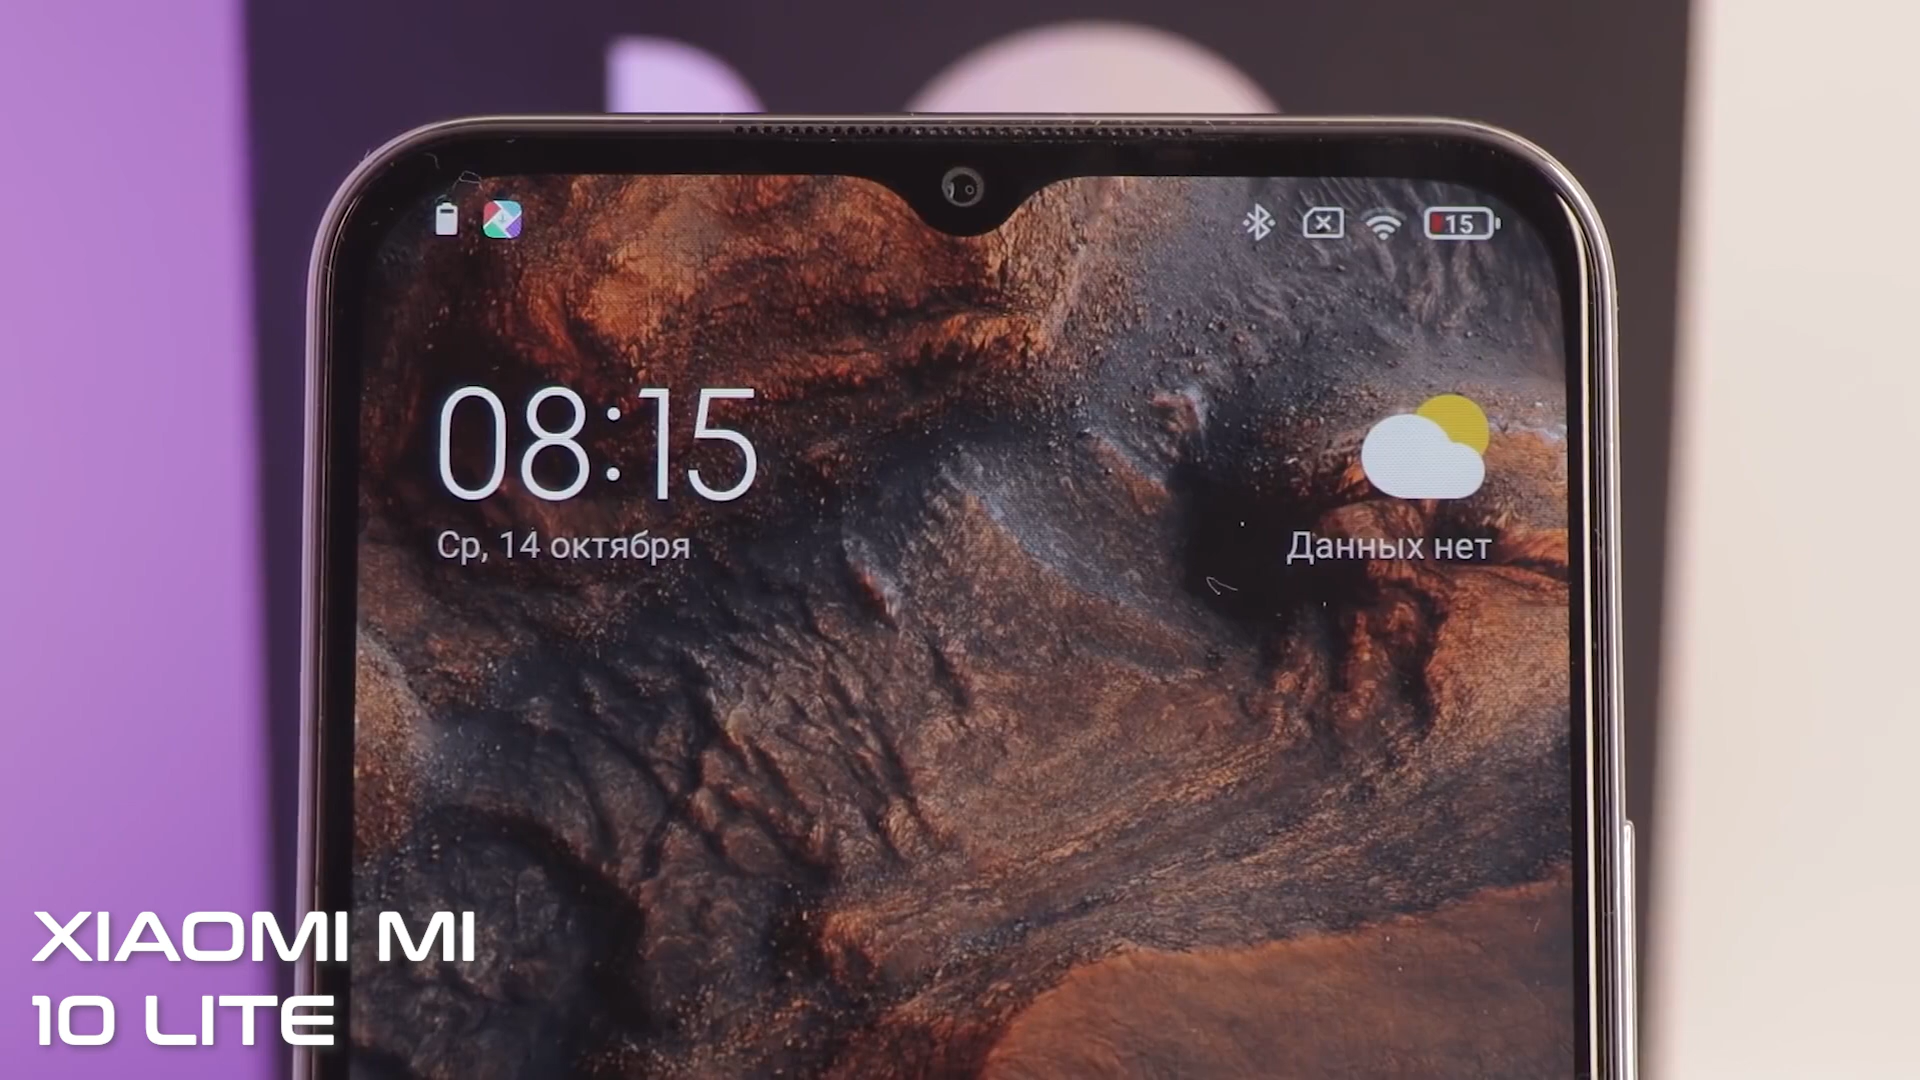 15
08:15
Ср, 14 октября
Данных нет
XIAOMI MI
10 LITE